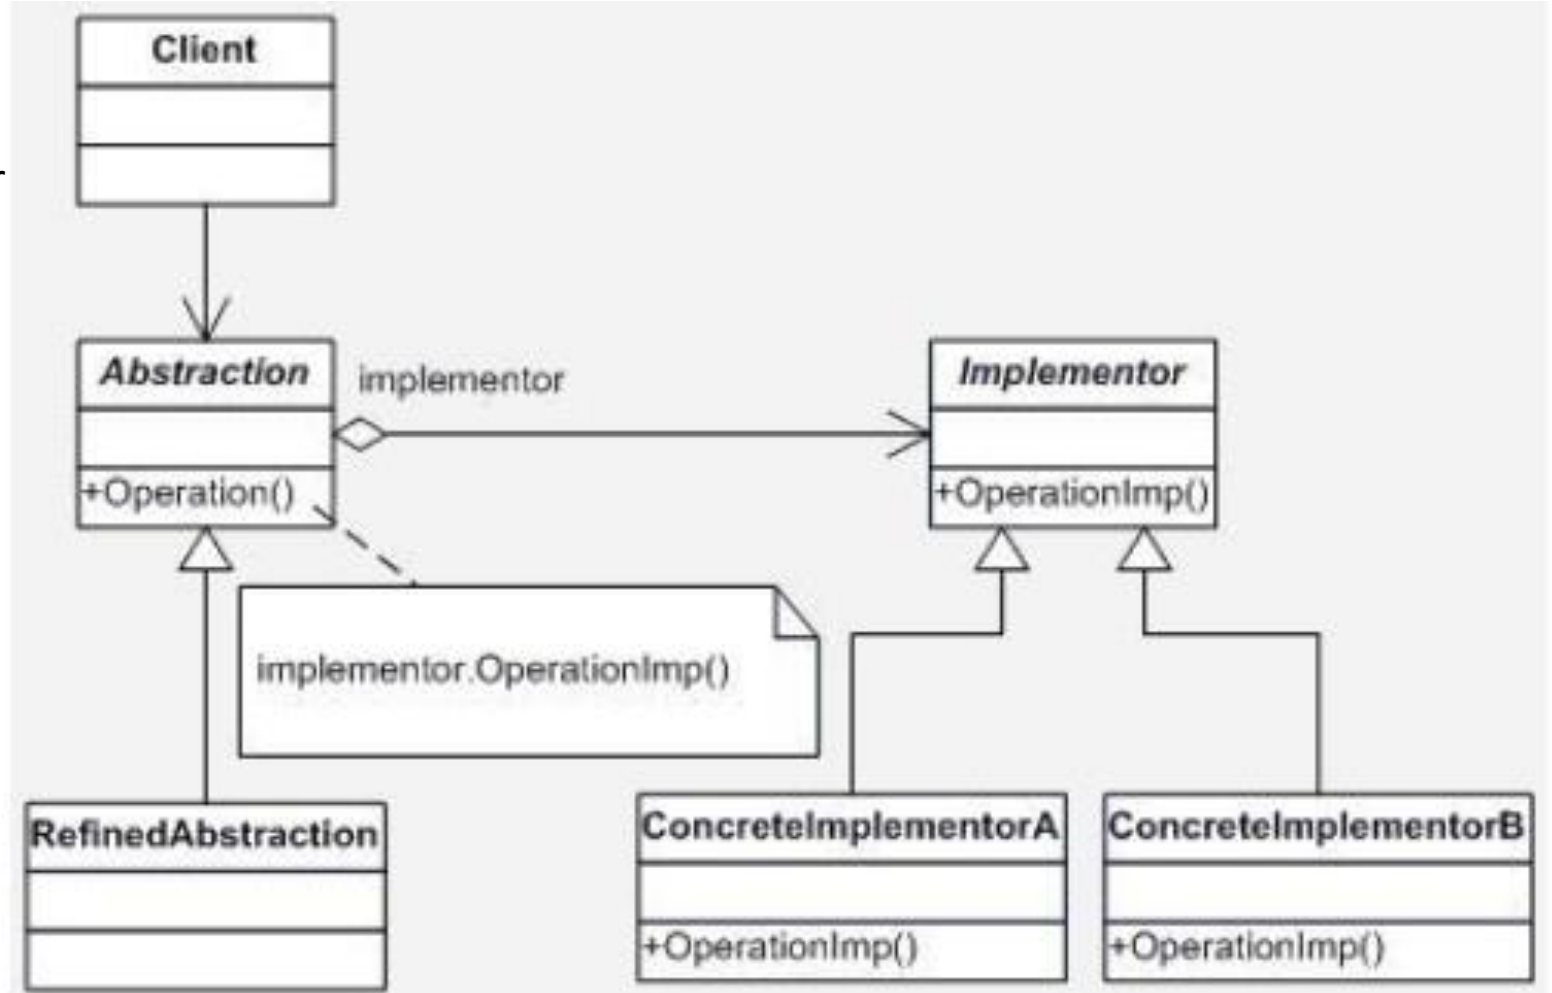 Client
Abstraction
implementor
Implementor
+Operation()
+OperationImp()
implementor.OperationImp()
RefinedAbstraction
ConcreteImplementorA
ConcreteImplementorB
+OperationImp()
+OperationImp()